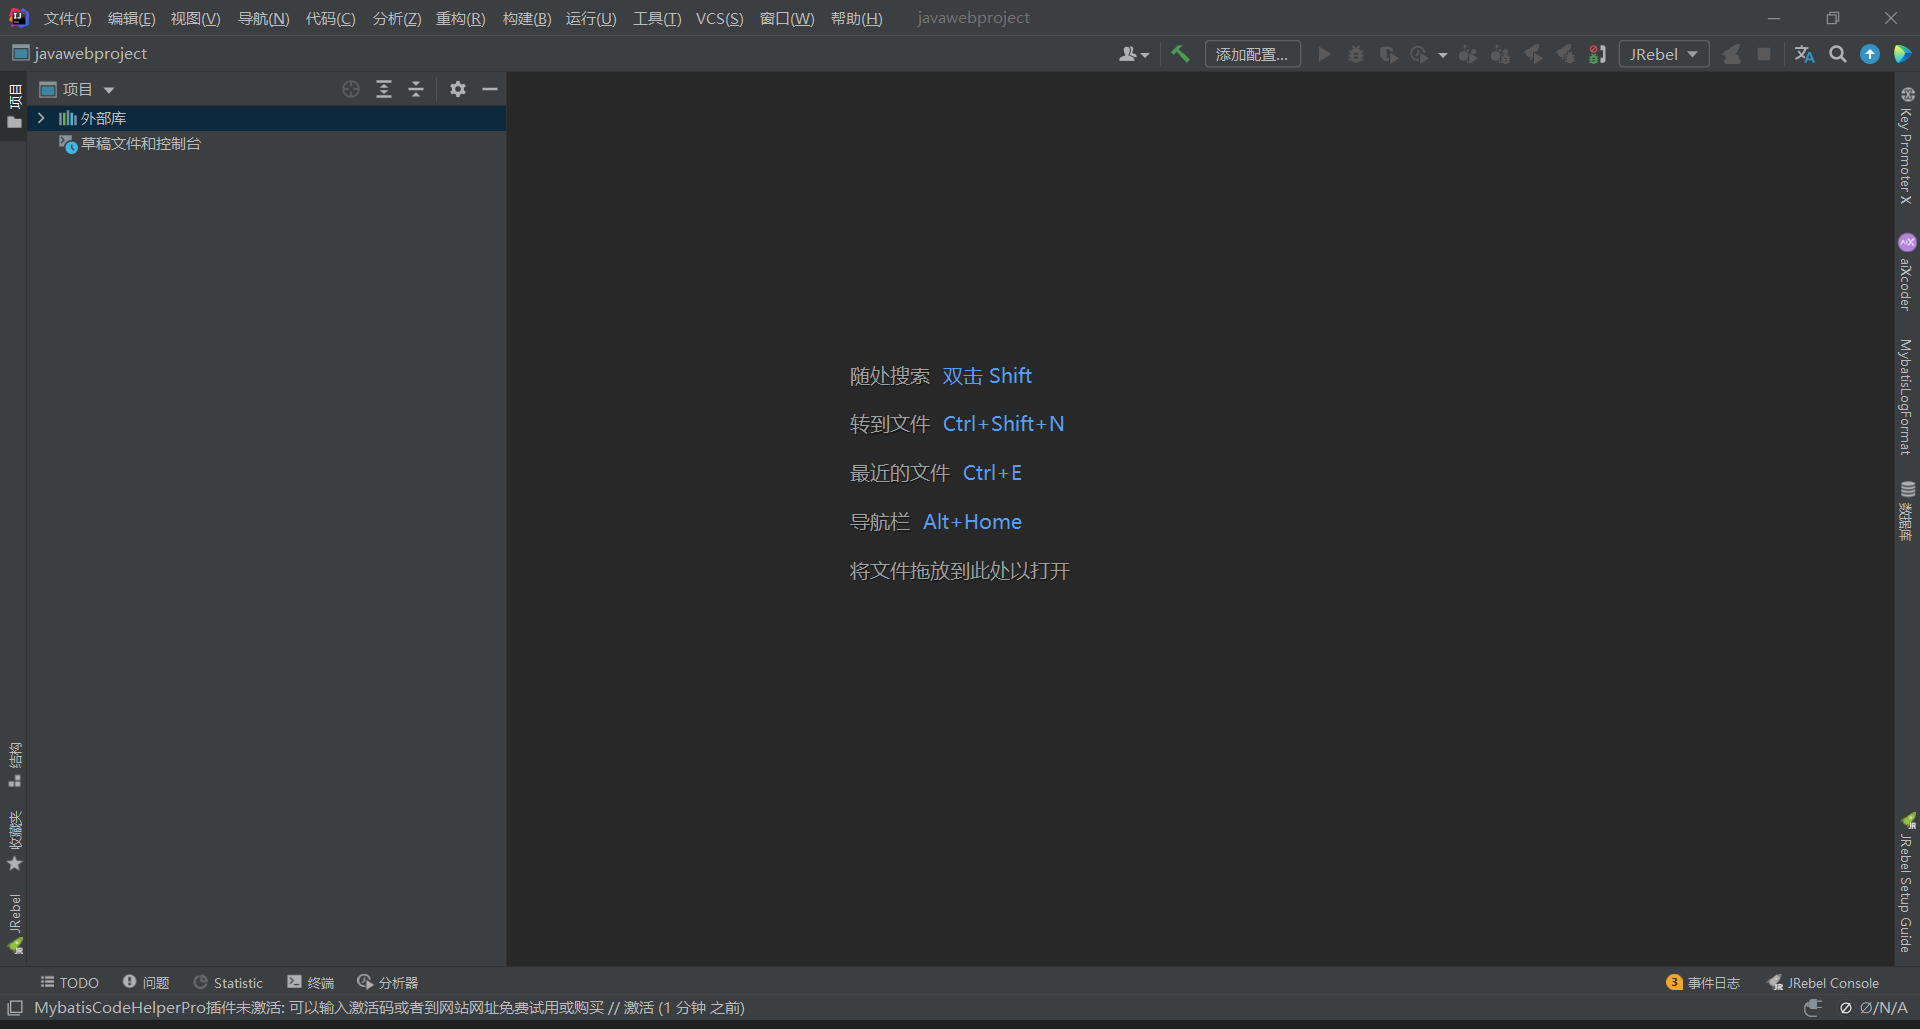 文件(F) 编辑(E) 视图(V) 导航(N) 代码(C) 分析(Z) 重构(R) 构建(B) 运行(U) 工具(T) VCS(S) 窗口(W) 帮助(H) javawebproject
javawebproject 添加配置... JRebel
项目
项目
外部库
草稿文件和控制台
随处搜索 双击 Shift
转到文件 Ctrl+Shift+N
最近的文件 Ctrl+E
导航栏 Alt+Home
将文件拖放到此处以打开
结构
收藏夹
JRebel
Key Promoter X
aiXcoder
MybatisLogFormat
数据库
JRebel Setup Guide
TODO 问题 Statistic 终端 分析器 3 事件日志 JRebel Console
MybatisCodeHelperPro插件未激活: 可以输入激活码或者到网站网址免费试用或购买 // 激活 (1 分钟 之前) ∅ ∅/N/A